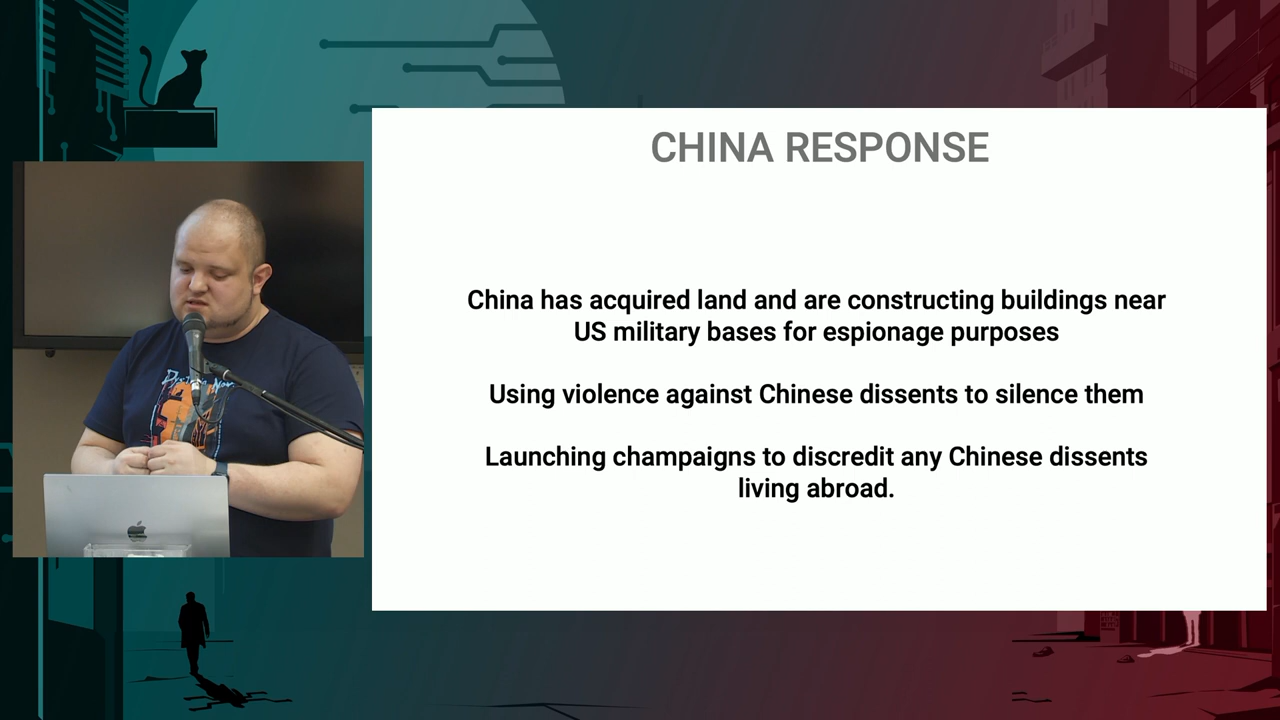 CHINA RESPONSE
China has acquired land and are constructing buildings near
US military bases for espionage purposes
Using violence against Chinese dissents to silence them
Launching champaigns to discredit any Chinese dissents
living abroad.